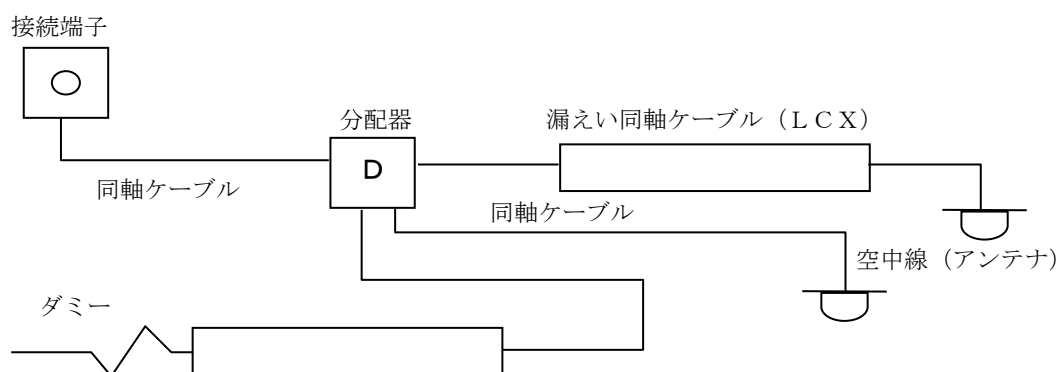 接続端子
分配器
漏えい同軸ケーブル（ＬＣＸ）
D
同軸ケーブル
同軸ケーブル
空中線（アンテナ）
ダミー